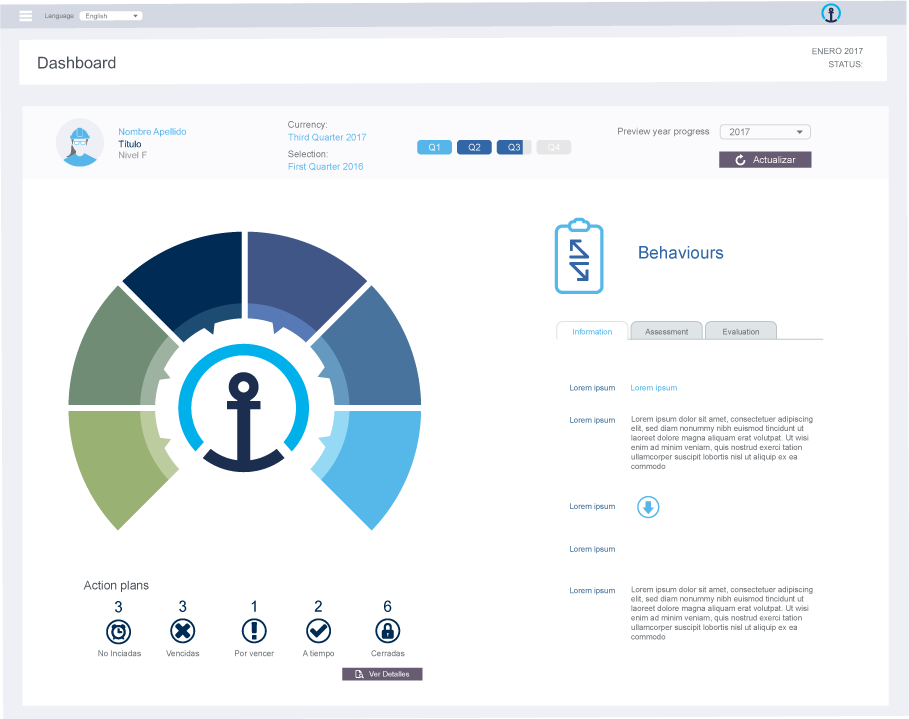 Language English
Dashboard
ENERO 2017
STATUS:
Nombre Apellido
Título
Nivel F
Currency:
Third Quarter 2017
Selection:
First Quarter 2016
Q1 Q2 Q3 Q4
Preview year progress 2017
Actualizar
Behaviours
Information Assessment Evaluation
Lorem ipsum Lorem ipsum
Lorem ipsum Lorem ipsum dolor sit amet, consectetuer adipiscing
elit, sed diam nonummy nibh euismod tincidunt ut
laoreet dolore magna aliquam erat volutpat. Ut wisi
enim ad minim veniam, quis nostrud exerci tation
ullamcorper suscipit lobortis nisl ut aliquip ex ea
commodo
Lorem ipsum
Lorem ipsum
Lorem ipsum Lorem ipsum dolor sit amet, consectetuer adipiscing
elit, sed diam nonummy nibh euismod tincidunt ut
laoreet dolore magna aliquam erat volutpat. Ut wisi
enim ad minim veniam, quis nostrud exerci tation
ullamcorper suscipit lobortis nisl ut aliquip ex ea
commodo
Action plans
3 3 1 2 6
No Inciadas Vencidas Por vencer A tiempo Cerradas
Ver Detalles